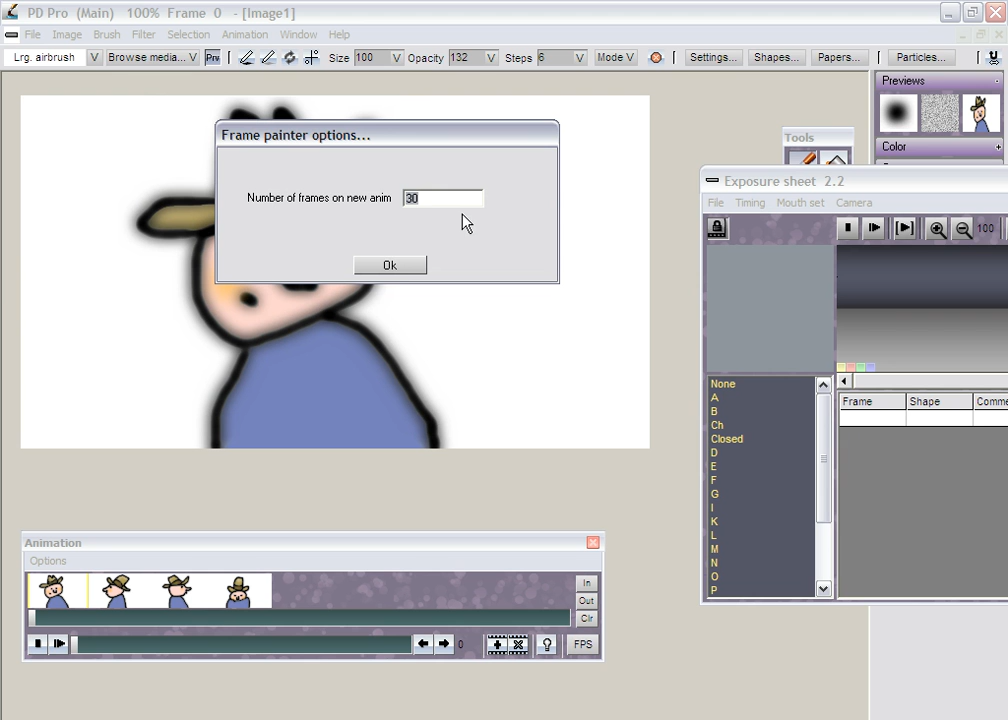 PD Pro (Main) 100% Frame 0 - [Image1]
File Image Brush Filter Selection Animation Window Help
Lrg. airbrush V Browse media... V Prv Size 100 V Opacity 132 V Steps 6 V Mode V Settings... Shapes... Papers... Particles...
Previews
Color
Tools
Frame painter options...
Number of frames on new anim 30
Ok
Exposure sheet 2.2
File Timing Mouth set Camera
100
None
A
B
Ch
Closed
D
E
F
G
I
K
L
M
N
O
P
Frame Shape Comme
Animation
Options
In
Out
Clr
0 FPS